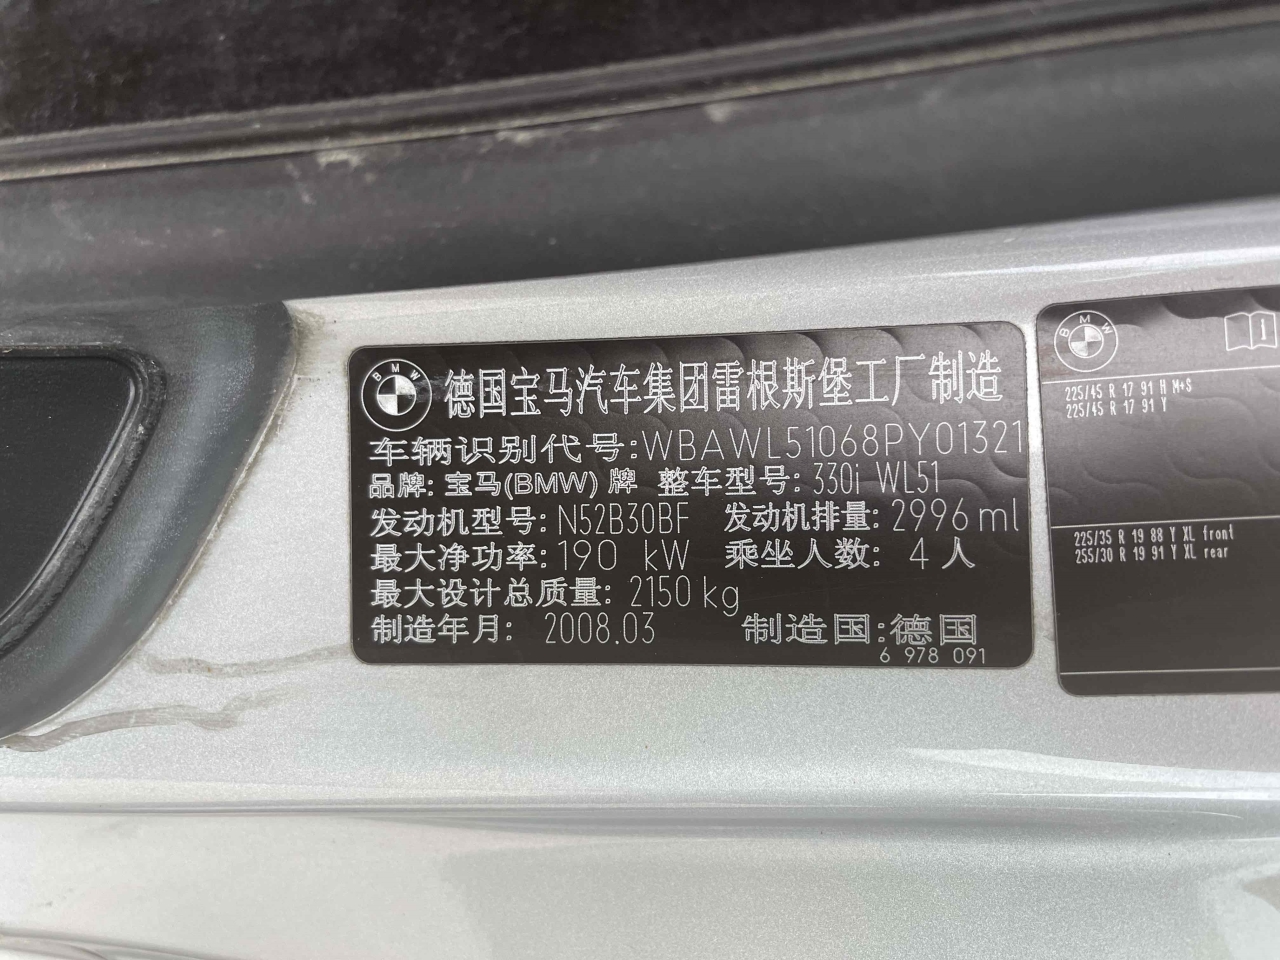 BMW
德国宝马汽车集团雷根斯堡工厂制造
车辆识别代号:WBAWL51068PY01321
品牌: 宝马(BMW) 牌 整车型号: 330i WL51
发动机型号: N52B30BF 发动机排量: 2996 ml
最大净功率: 190 kW 乘坐人数: 4 人
最大设计总质量: 2150 kg
制造年月: 2008.03 制造国:德国
6 978 091
BMW
225/45 R 17 91 H M+S
225/45 R 17 91 Y
225/35 R 19 88 Y XL front
255/30 R 19 91 Y XL rear